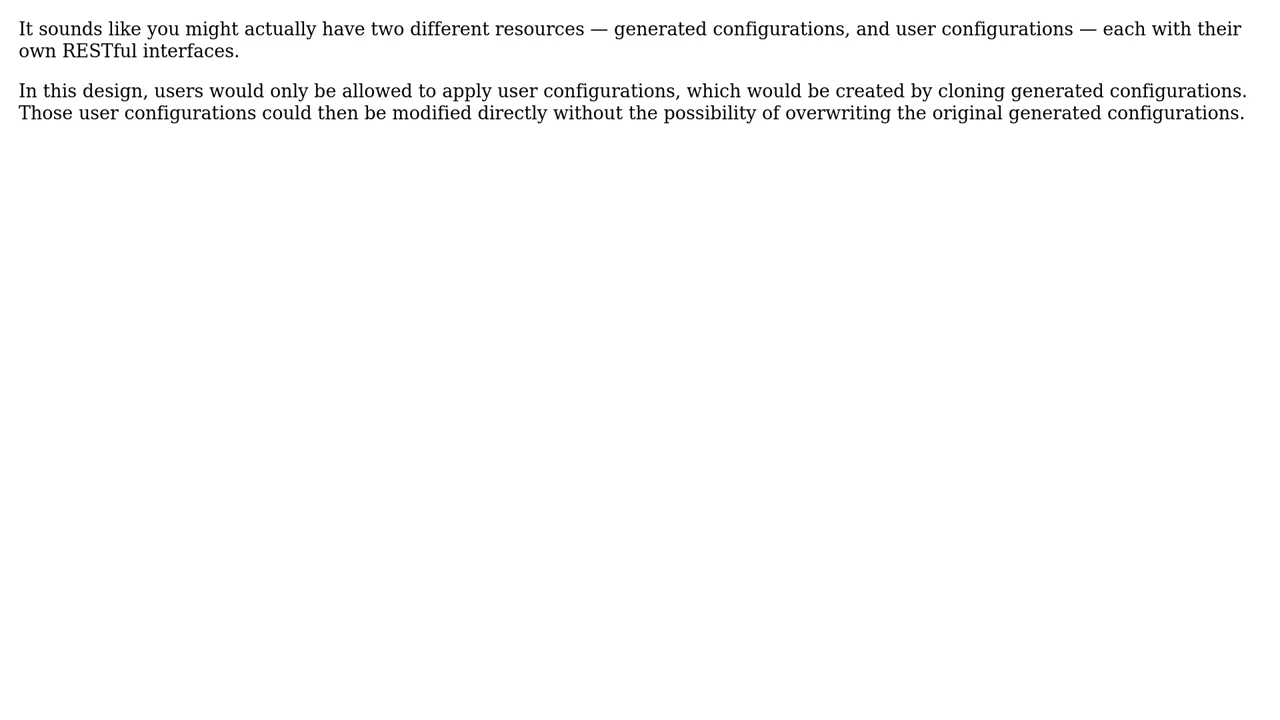 It sounds like you might actually have two different resources — generated configurations, and user configurations — each with their
own RESTful interfaces.
In this design, users would only be allowed to apply user configurations, which would be created by cloning generated configurations.
Those user configurations could then be modified directly without the possibility of overwriting the original generated configurations.